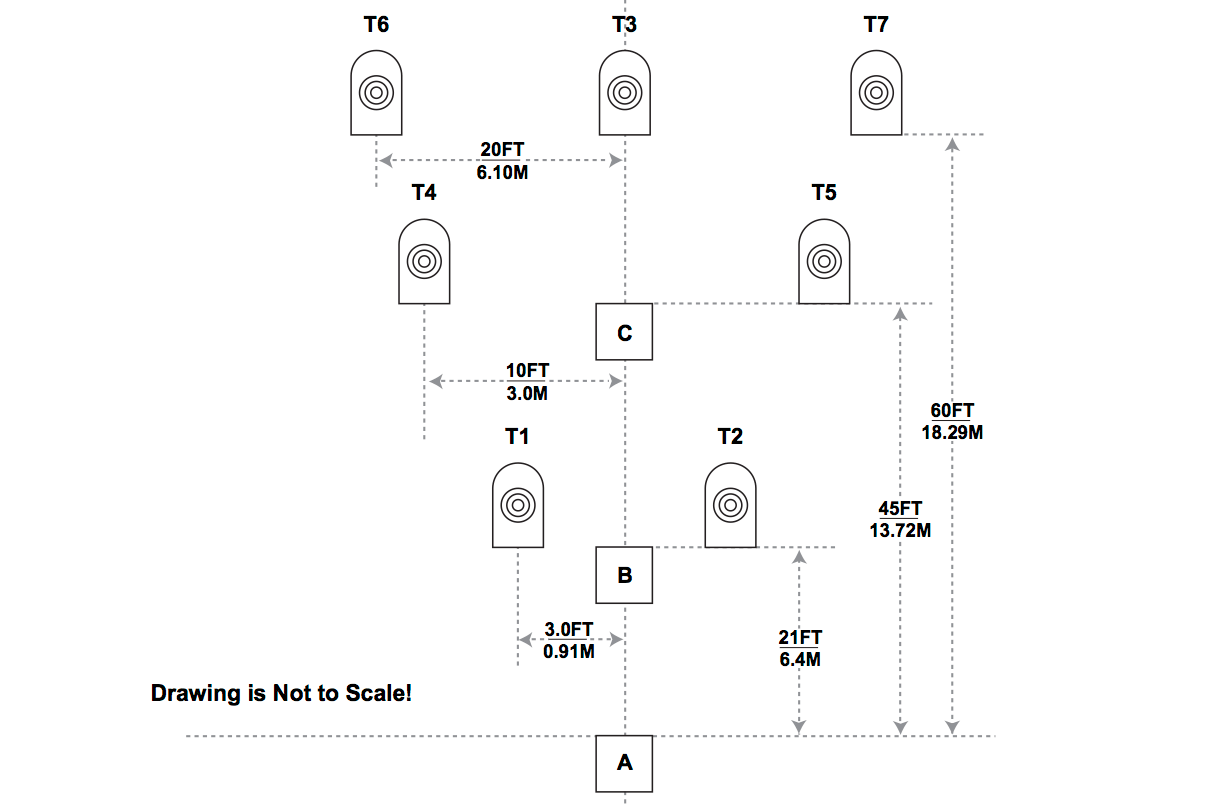 T6
T3
T7
20FT
6.10M
T4
T5
C
10FT
3.0M
60FT
18.29M
T1
T2
45FT
13.72M
B
3.0FT
0.91M
21FT
6.4M
Drawing is Not to Scale!
A